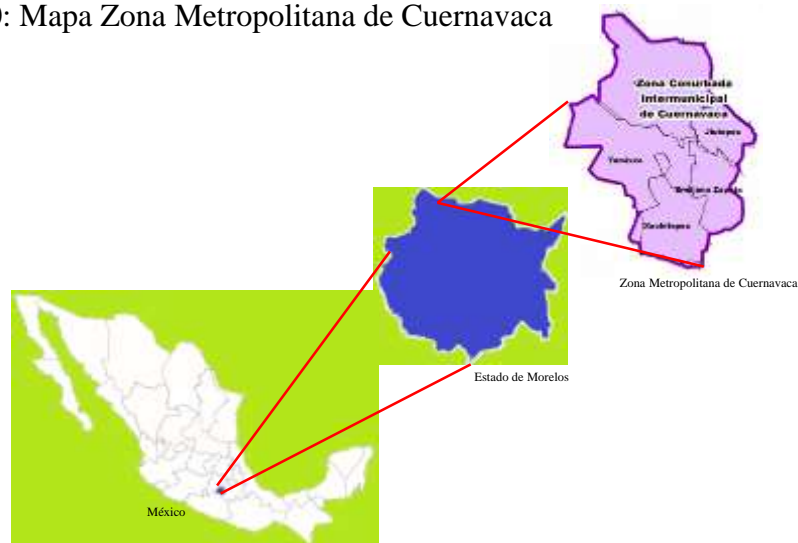 : Mapa Zona Metropolitana de Cuernavaca
Zona Conurbada
Intermunicipal
de Cuernavaca
Jiutepec
Temixco
Emiliano Zapata
Xochitepec
Zona Metropolitana de Cuernavaca
Estado de Morelos
México